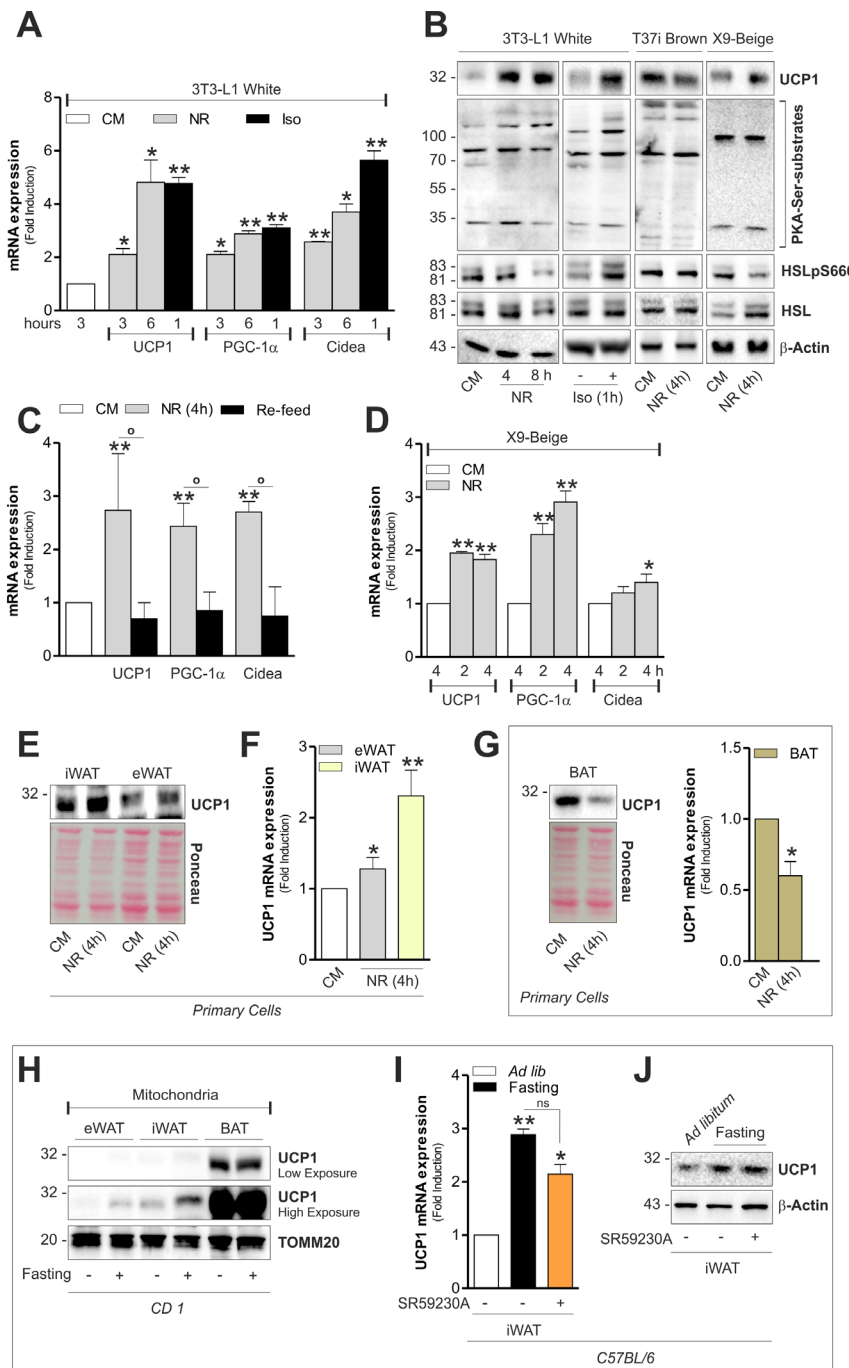 A
3T3-L1 White
CM NR Iso
mRNA expression
(Fold Induction)
8
6
4
2
0
* ** * ** ** ** * **
*
hours 3 3 6 1 3 6 1 3 6 1
UCP1 PGC-1α Cidea
B
3T3-L1 White T37i Brown X9-Beige
32 - UCP1
100 -
70 -
55 -
35 -
PKA-Ser-substrates
83 -
81 -
HSLpS660
83 -
81 -
HSL
43 - β-Actin
CM 4 8 h - + CM NR (4h) CM NR (4h)
NR Iso (1h)
C
CM NR (4h) Re-feed
mRNA expression
(Fold Induction)
4
3
2
1
0
** o ** o ** o
UCP1 PGC-1α Cidea
D
X9-Beige
CM
NR
mRNA expression
(Fold Induction)
4
3
2
1
0
** ** ** ** *
4 2 4 4 2 4 4 2 4 h
UCP1 PGC-1α Cidea
E
iWAT eWAT
32 - UCP1
Ponceau
CM NR (4h) CM NR (4h)
F
eWAT
iWAT
UCP1 mRNA expression
(Fold Induction)
3
2
1
0
* **
CM NR (4h)
Primary Cells
G
BAT
32 - UCP1
Ponceau
CM NR (4h)
Primary Cells
BAT
UCP1 mRNA expression
(Fold Induction)
1.5
1.0
0.5
0.0
*
CM NR (4h)
H
Mitochondria
eWAT iWAT BAT
32 - UCP1
Low Exposure
32 - UCP1
High Exposure
20 - TOMM20
Fasting - + - + - +
CD 1
I
Ad lib
Fasting
UCP1 mRNA expression
(Fold Induction)
4
3
2
1
0
** ns *
SR59230A - - +
iWAT
J
Ad libitum Fasting
32 - UCP1
43 - β-Actin
SR59230A - - +
iWAT
C57BL/6